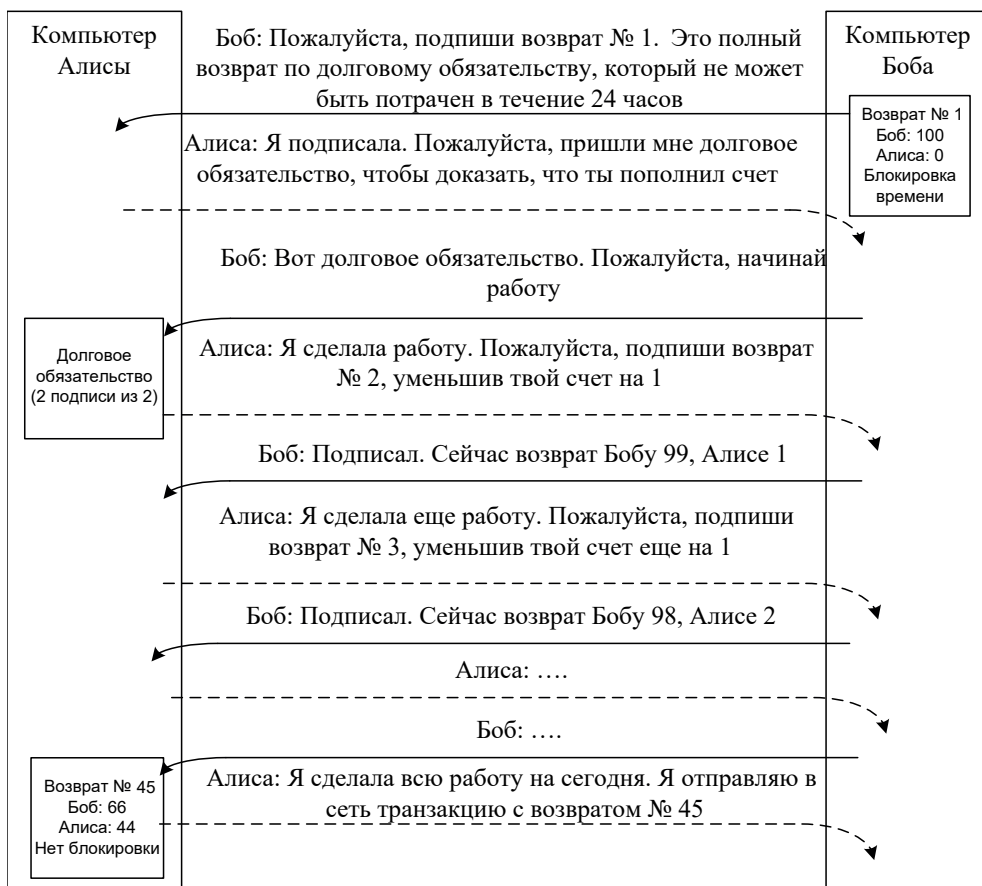 Компьютер
Алисы
Боб: Пожалуйста, подпиши возврат № 1. Это полный
возврат по долговому обязательству, который не может
быть потрачен в течение 24 часов
Компьютер
Боба
Возврат № 1
Боб: 100
Алиса: 0
Блокировка
времени
Алиса: Я подписала. Пожалуйста, пришли мне долговое
обязательство, чтобы доказать, что ты пополнил счет
Боб: Вот долговое обязательство. Пожалуйста, начинай
работу
Долговое
обязательство
(2 подписи из 2)
Алиса: Я сделала работу. Пожалуйста, подпиши возврат
№ 2, уменьшив твой счет на 1
Боб: Подписал. Сейчас возврат Бобу 99, Алисе 1
Алиса: Я сделала еще работу. Пожалуйста, подпиши
возврат № 3, уменьшив твой счет еще на 1
Боб: Подписал. Сейчас возврат Бобу 98, Алисе 2
Алиса: ….
Боб: ….
Возврат № 45
Боб: 66
Алиса: 44
Нет блокировки
Алиса: Я сделала всю работу на сегодня. Я отправляю в
сеть транзакцию с возвратом № 45